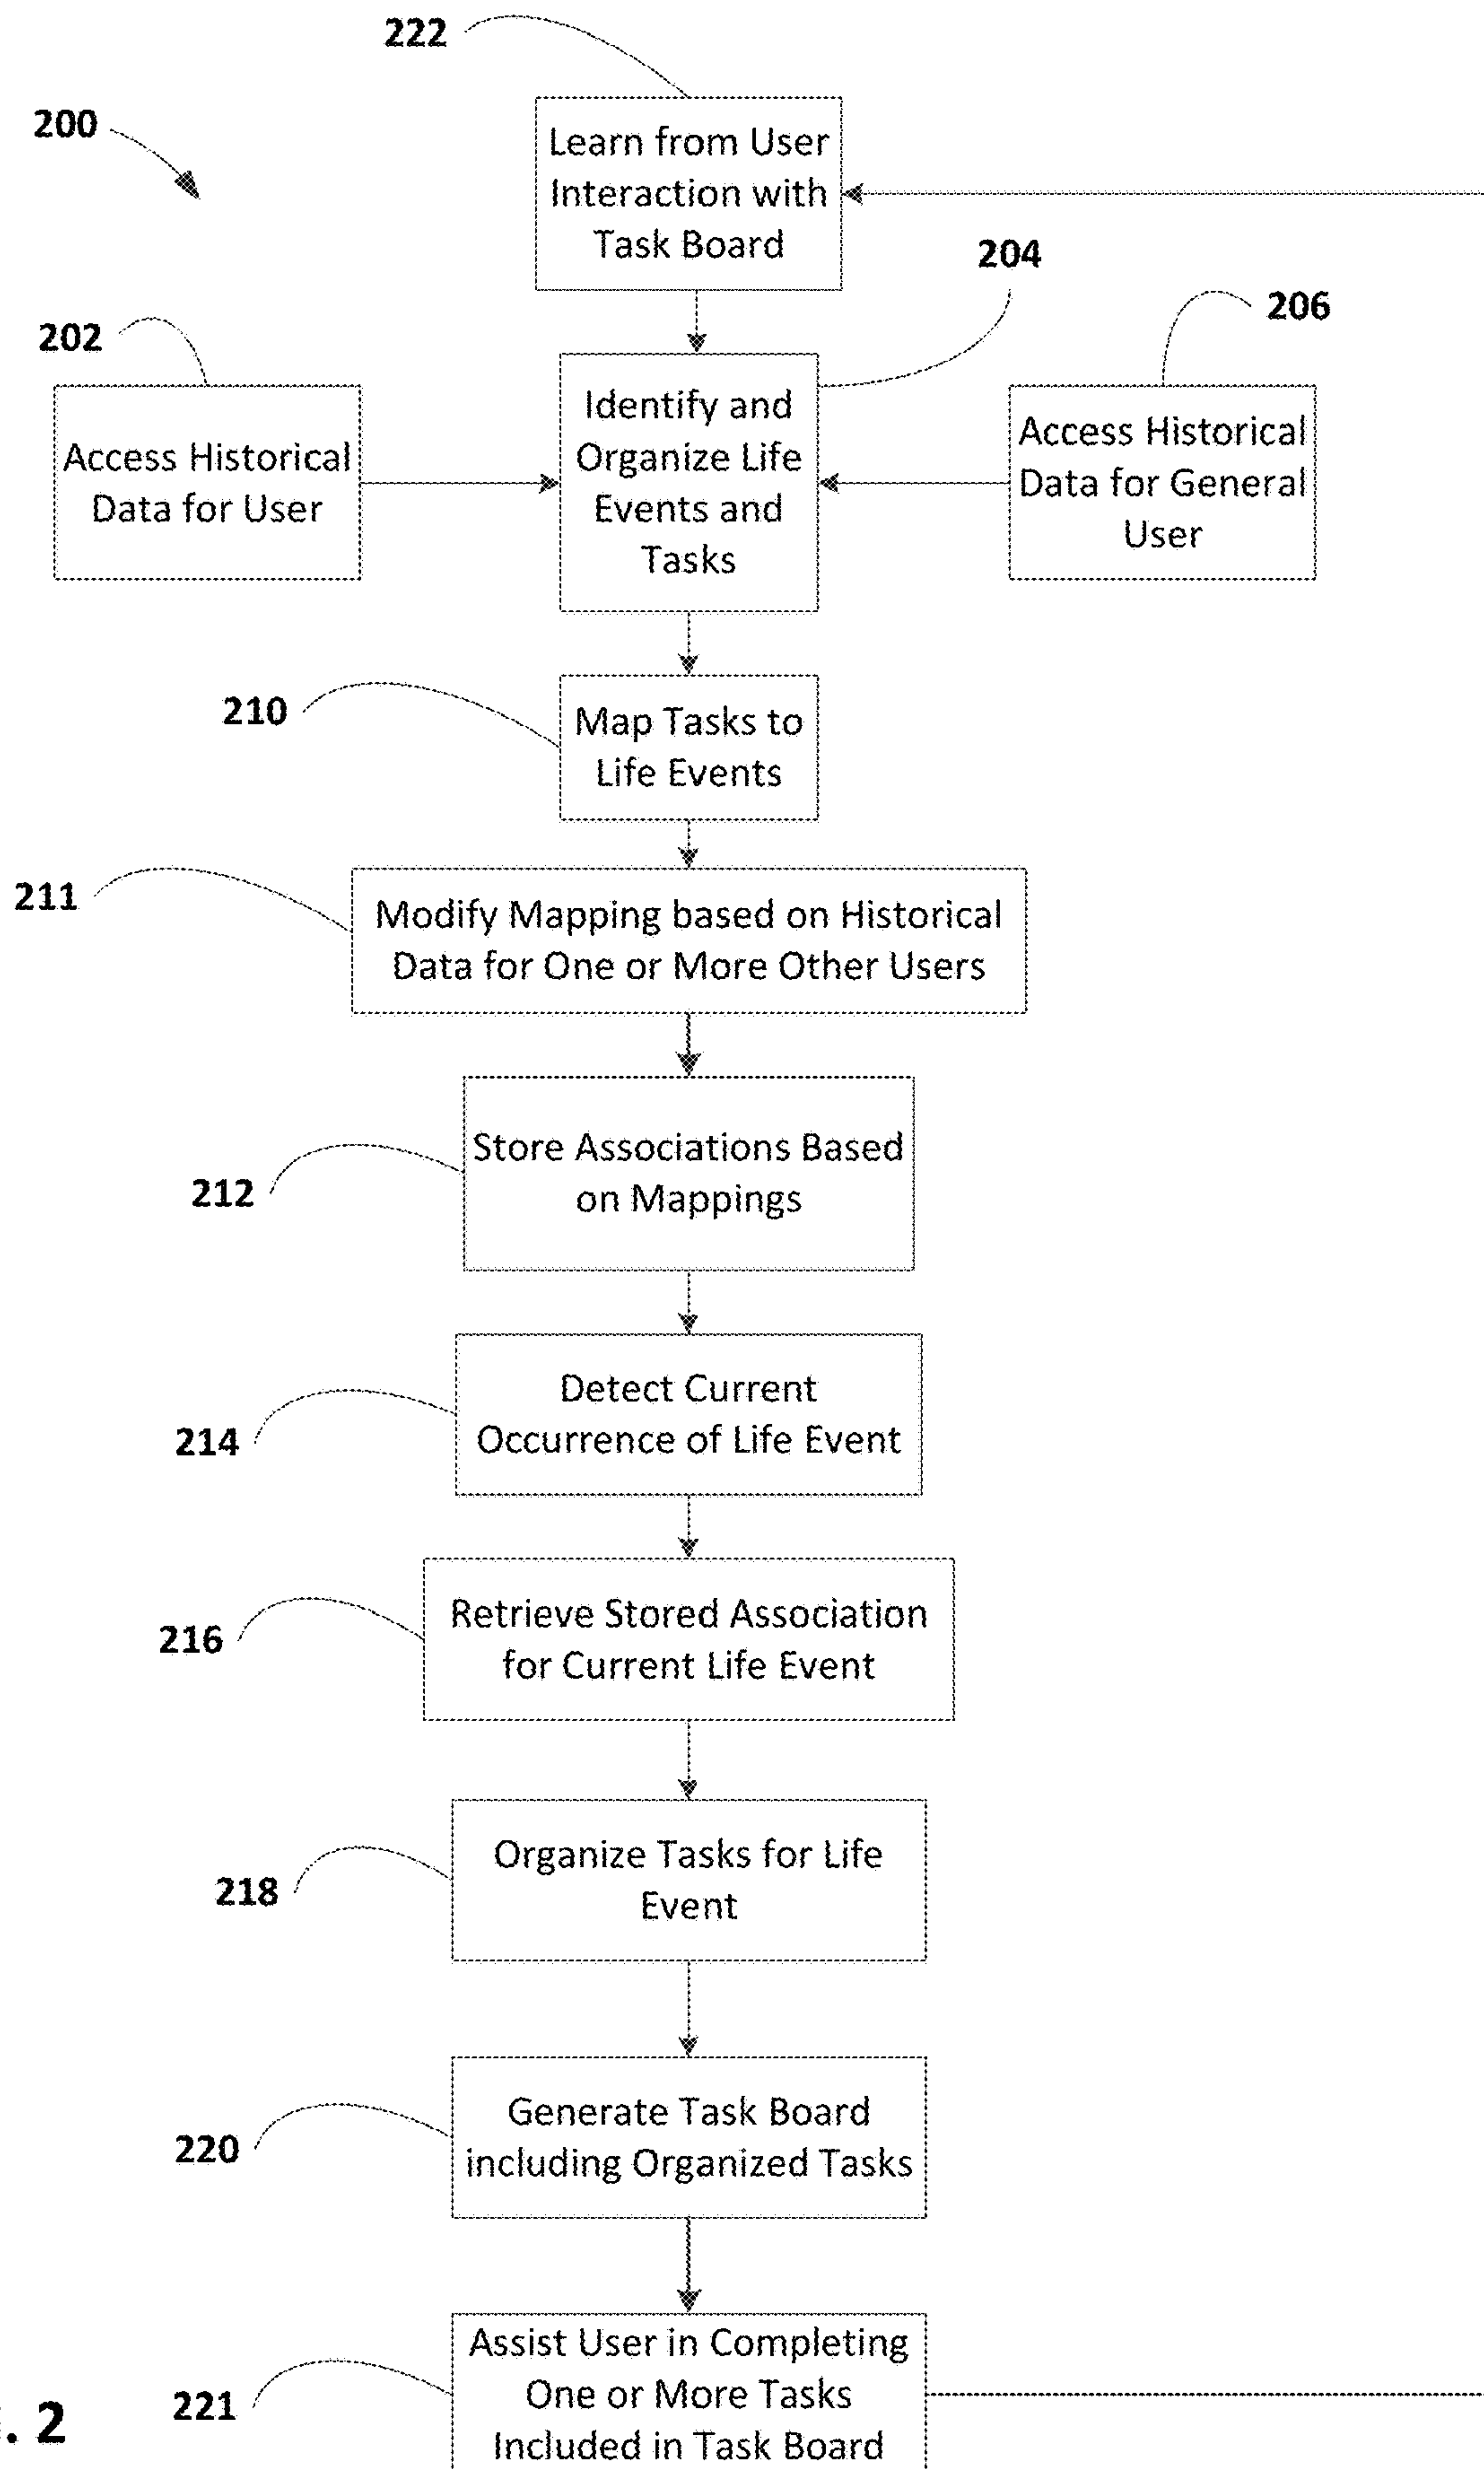 222
200
Learn from User
Interaction with
Task Board
204
206
202
Identify and
Organize Life
Events and
Tasks
Access Historical
Data for User
Access Historical
Data for General
User
210
Map Tasks to
Life Events
211
Modify Mapping based on Historical
Data for One or More Other Users
212
Store Associations Based
on Mappings
214
Detect Current
Occurrence of Life Event
216
Retrieve Stored Association
for Current Life Event
218
Organize Tasks for Life
Event
220
Generate Task Board
including Organized Tasks
221
Assist User in Completing
One or More Tasks
Included in Task Board
. 2